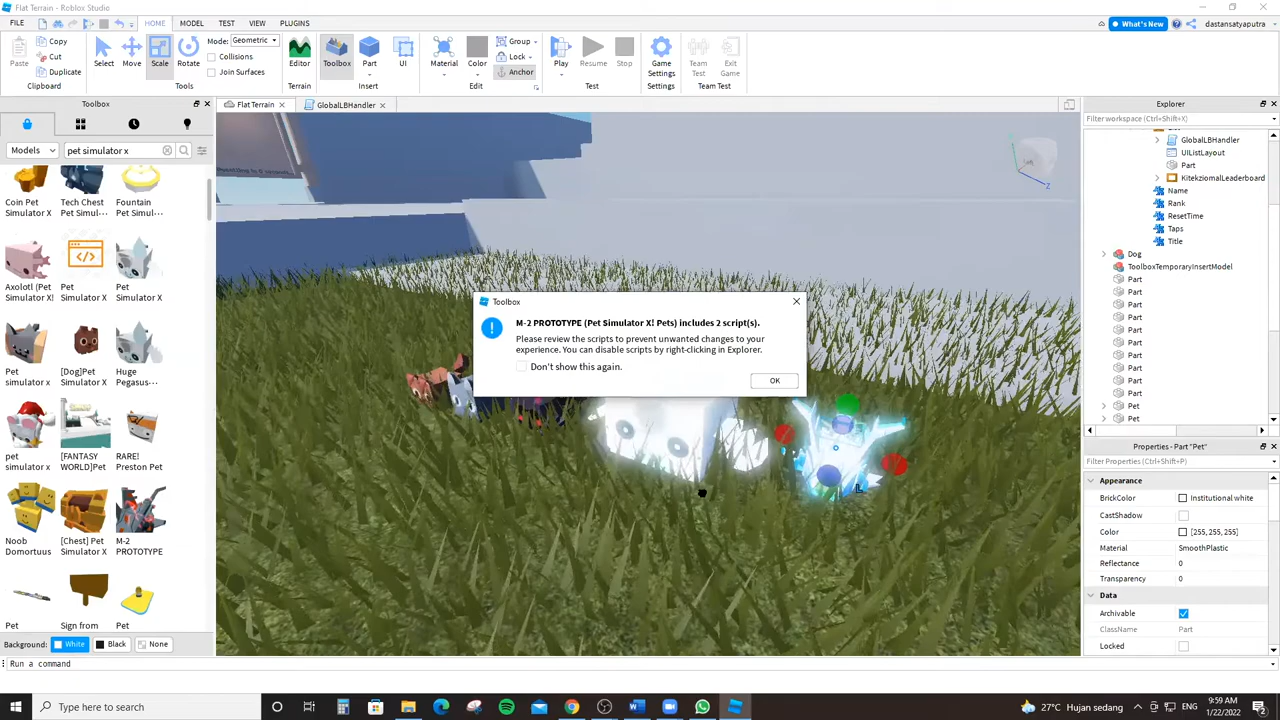 Flat Terrain - Roblox Studio
FILE HOME MODEL TEST VIEW PLUGINS
What's New dastansatyaputra
Copy
Cut
Duplicate
Paste
Clipboard
Select Move Scale Rotate
Mode: Geometric
Collisions
Join Surfaces
Tools
Editor
Terrain
Toolbox Part UI
Insert
Material Color
Group
Lock
Anchor
Edit
Play Resume Stop
Test
Game Settings
Settings
Team Test
Exit Game
Team Test
Toolbox
Flat Terrain GlobalLBHandler
Explorer
Filter workspace (Ctrl+Shift+X)
Models pet simulator x
Coin Pet Simulator X
Tech Chest Pet Simul...
Fountain Pet Simul...
Axolotl (Pet Simulator X!
Pet Simulator X
Pet Simulator X
Pet simulator x
[Dog]Pet Simulator X
Huge Pegasus...
pet simulator x
[FANTASY WORLD]Pet
RARE! Preston Pet
Noob Domortuus
[Chest] Pet Simulator X
M-2 PROTOTYPE
Pet
Sign from
Pet
Background: White Black None
Run a command
Toolbox
M-2 PROTOTYPE (Pet Simulator X! Pets) includes 2 script(s).
Please review the scripts to prevent unwanted changes to your
experience. You can disable scripts by right-clicking in Explorer.
Don't show this again.
OK
Z
GlobalLBHandler
UIListLayout
Part
KitekziomalLeaderboard
Name
Rank
ResetTime
Taps
Title
Dog
ToolboxTemporaryInsertModel
Part
Part
Part
Part
Part
Part
Part
Part
Part
Part
Pet
Pet
Properties - Part "Pet"
Filter Properties (Ctrl+Shift+P)
Appearance
BrickColor Institutional white
CastShadow
Color [255, 255, 255]
Material SmoothPlastic
Reflectance 0
Transparency 0
Data
Archivable
ClassName Part
Locked
Type here to search
27°C Hujan sedang
9:59 AM
1/22/2022